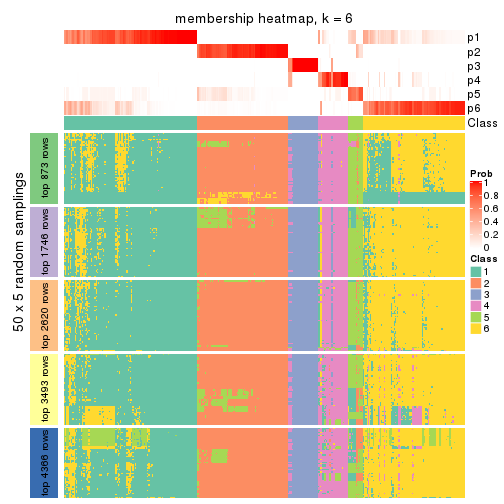 membership heatmap, k = 6
p1
p2
p3
p4
p5
p6
Class
50 x 5 random samplings
top 873 rows
top 1746 rows
top 2620 rows
top 3493 rows
top 4366 rows
Prob
1
0.8
0.6
0.4
0.2
0
Class
1
2
3
4
5
6